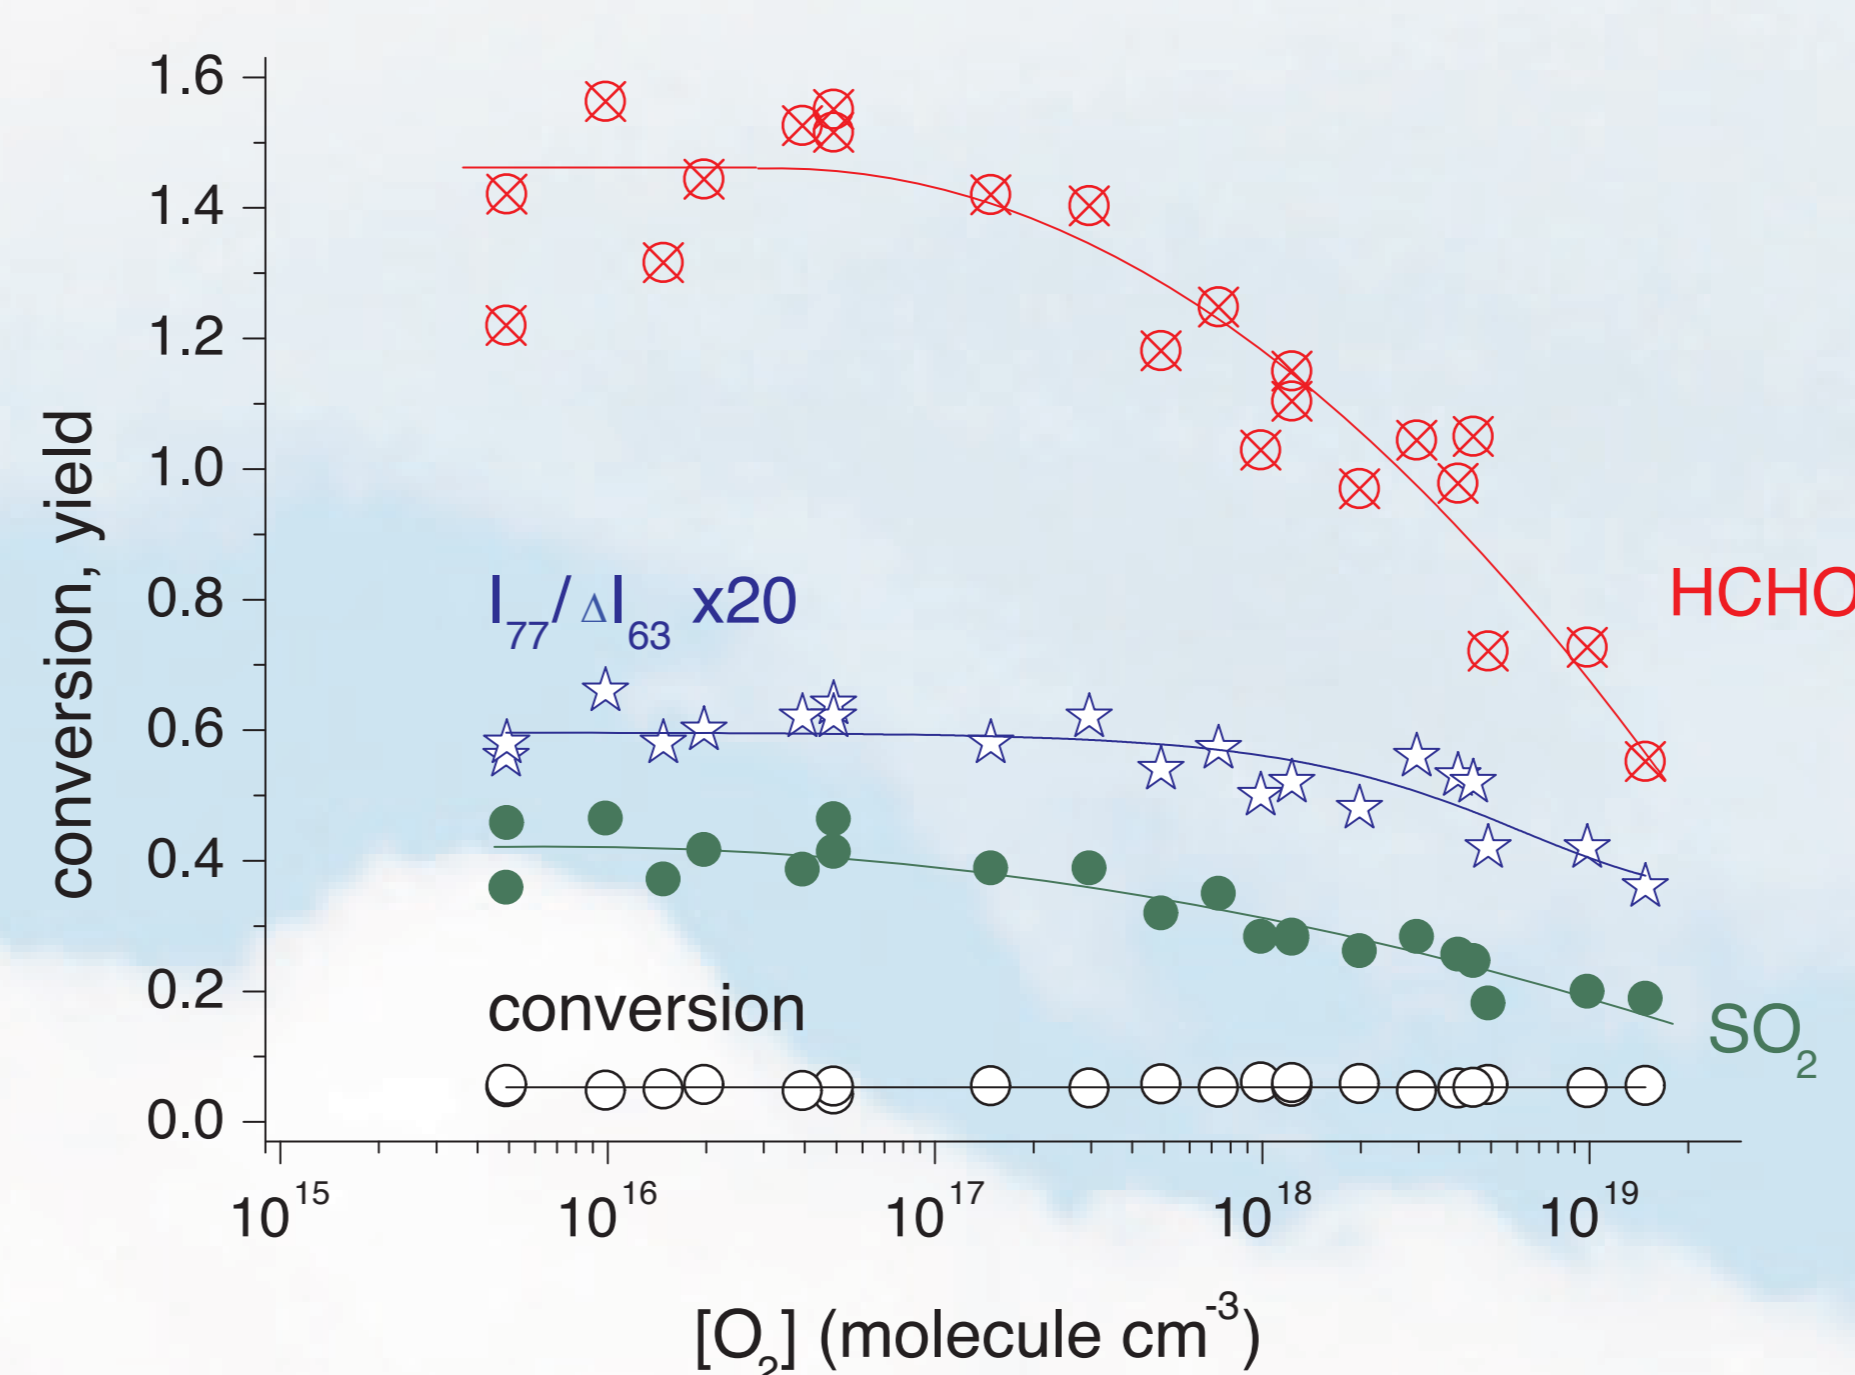 1.6
1.4
1.2
1.0
0.8
0.6
0.4
0.2
0.0
conversion, yield
I77/ΔI63 x20
HCHO
conversion
SO2
10^15
10^16
10^17
10^18
10^19
[O2] (molecule cm^-3)